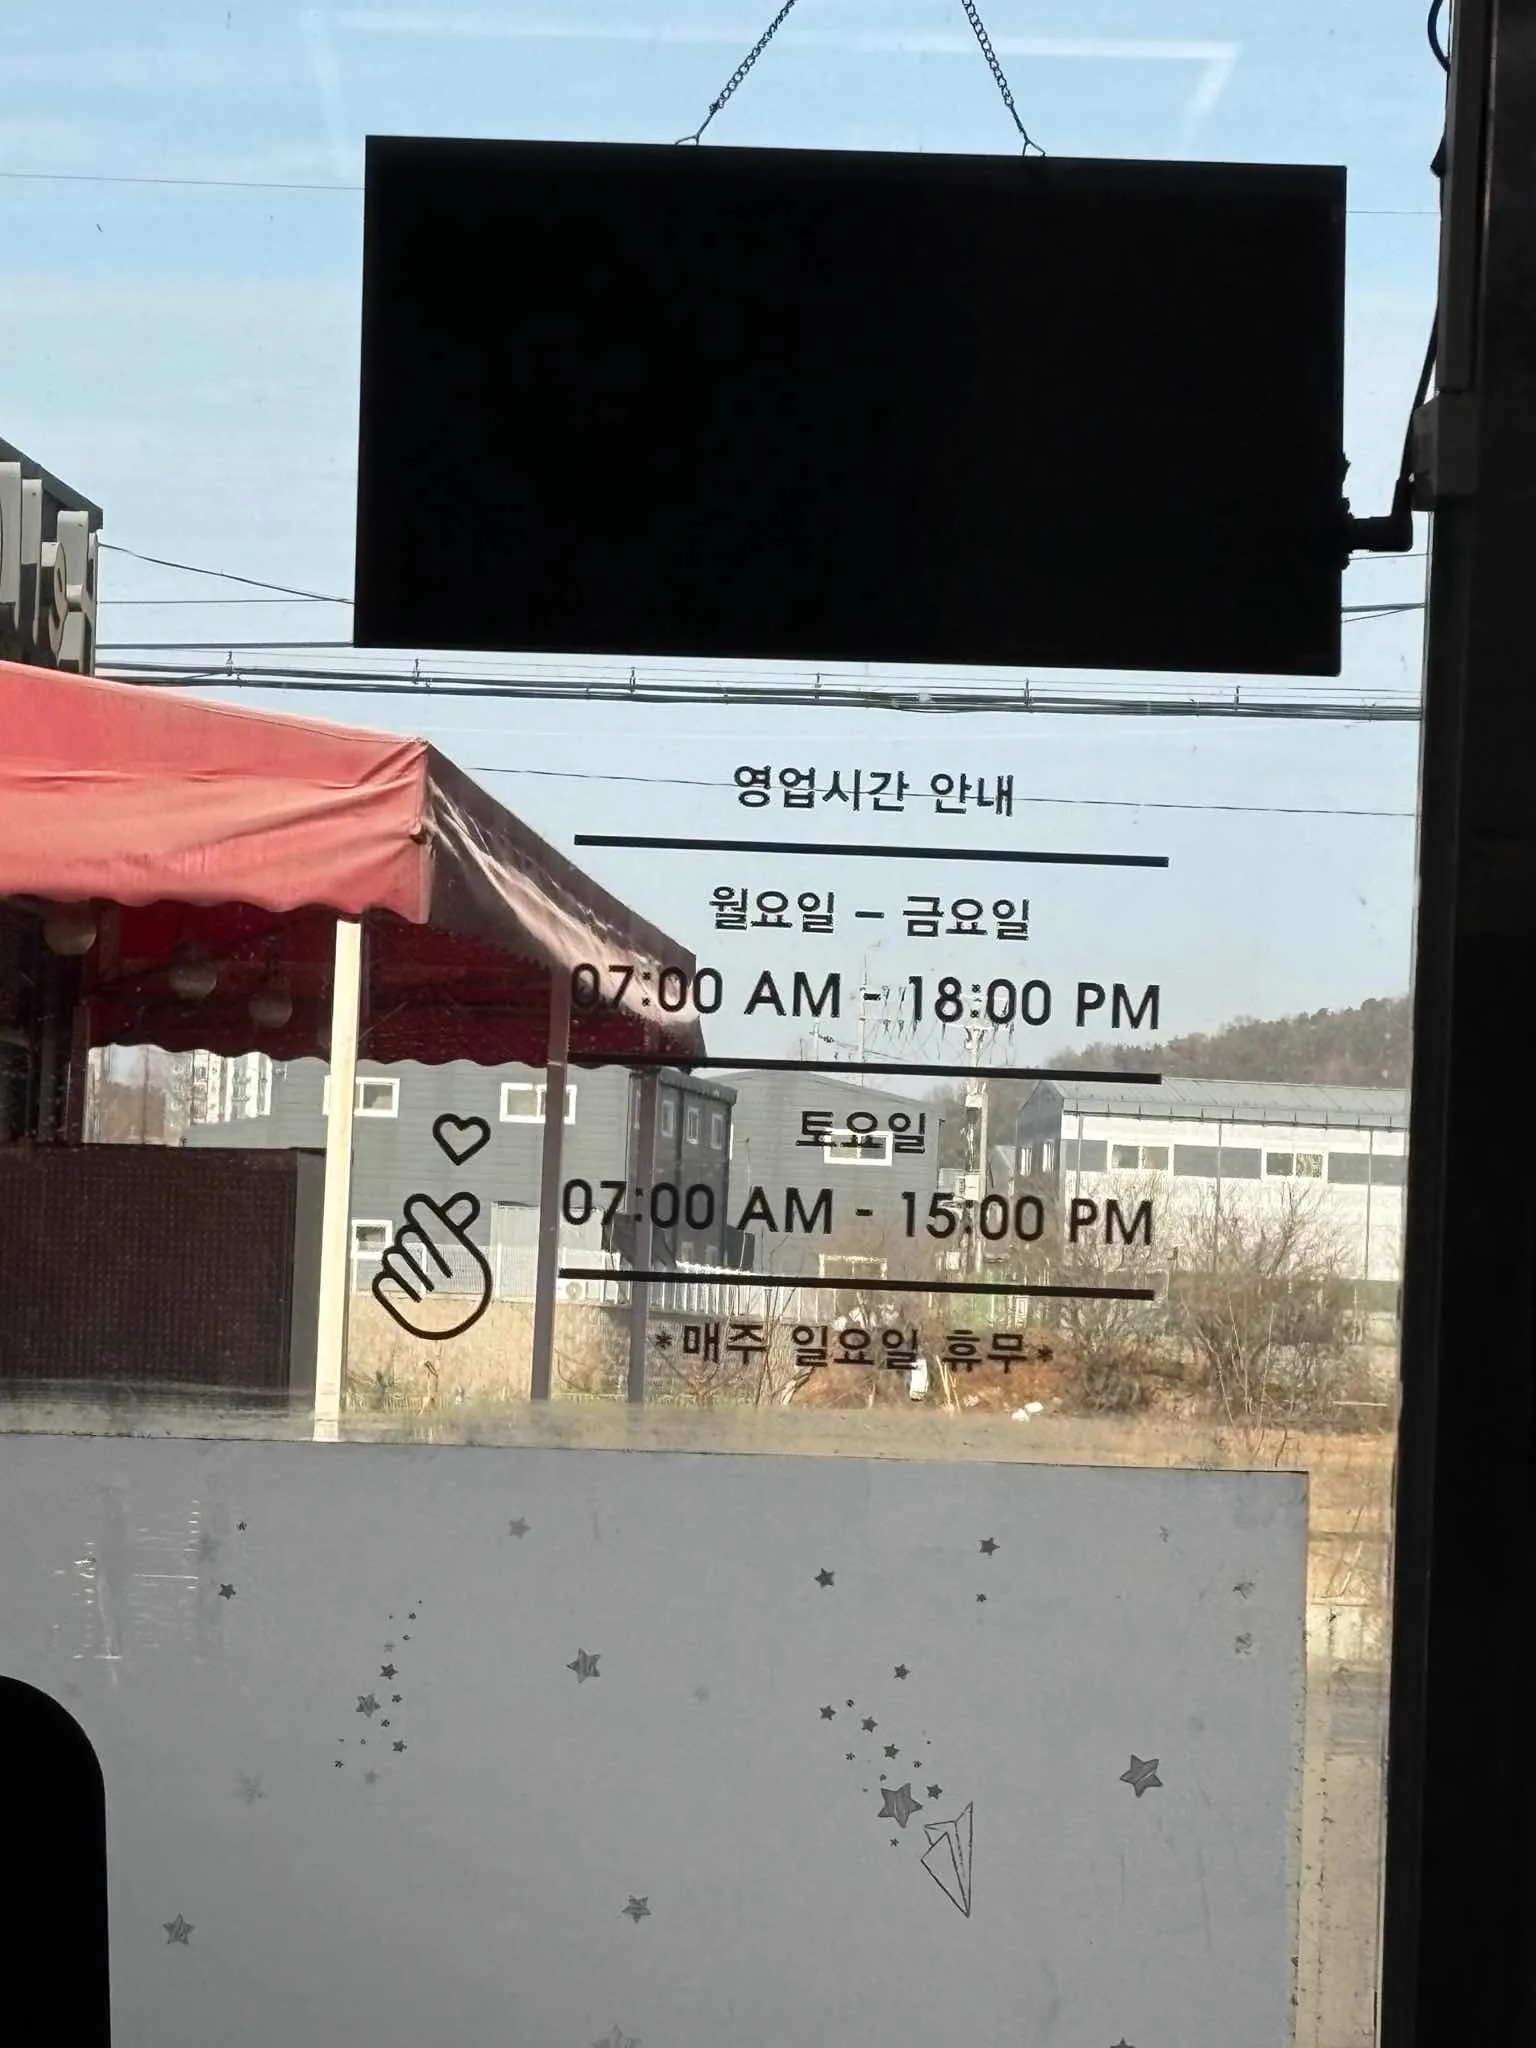 영업시간 안내
월요일 – 금요일
07:00 AM - 18:00 PM
토요일
07:00 AM - 15:00 PM
*매주 일요일 휴무*